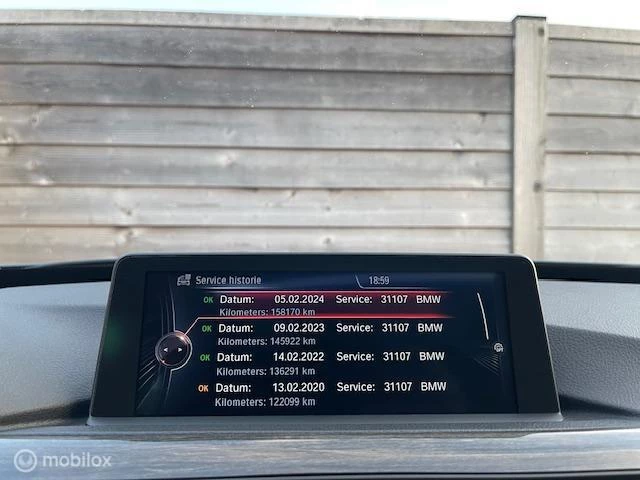 Service historie 18:59
OK Datum: 05.02.2024 Service: 31107 BMW
Kilometers: 158170 km
OK Datum: 09.02.2023 Service: 31107 BMW
Kilometers: 145922 km
OK Datum: 14.02.2022 Service: 31107 BMW
Kilometers: 136291 km
OK Datum: 13.02.2020 Service: 31107 BMW
Kilometers: 122099 km
mobilox